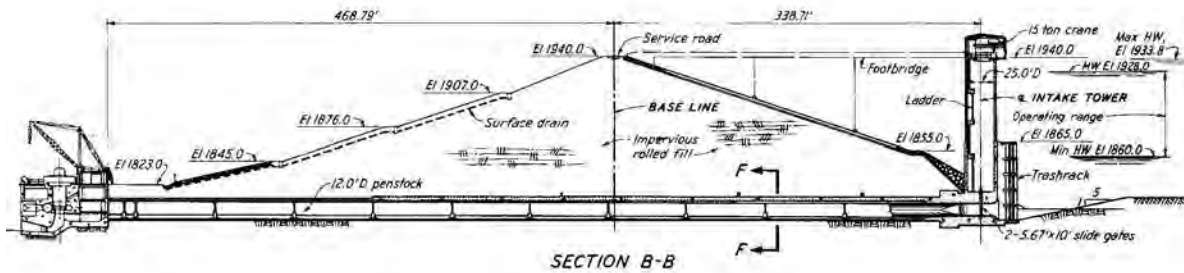 468.79'
338.71'
15 ton crane
Max HW,
El 1933.8
Service road
El 1940.0
El 1940.0
HW El 1928.0
Footbridge
25.0'D
El 1907.0
BASE LINE
Ladder
℄ INTAKE TOWER
Operating range
El 1876.0
Surface drain
Impervious
rolled fill
El 1855.0
El 1865.0
Min HW El 1860.0
El 1845.0
El 1823.0
Trashrack
12.0'D penstock
F
5
F
2-5.67'x10' slide gates
SECTION B-B